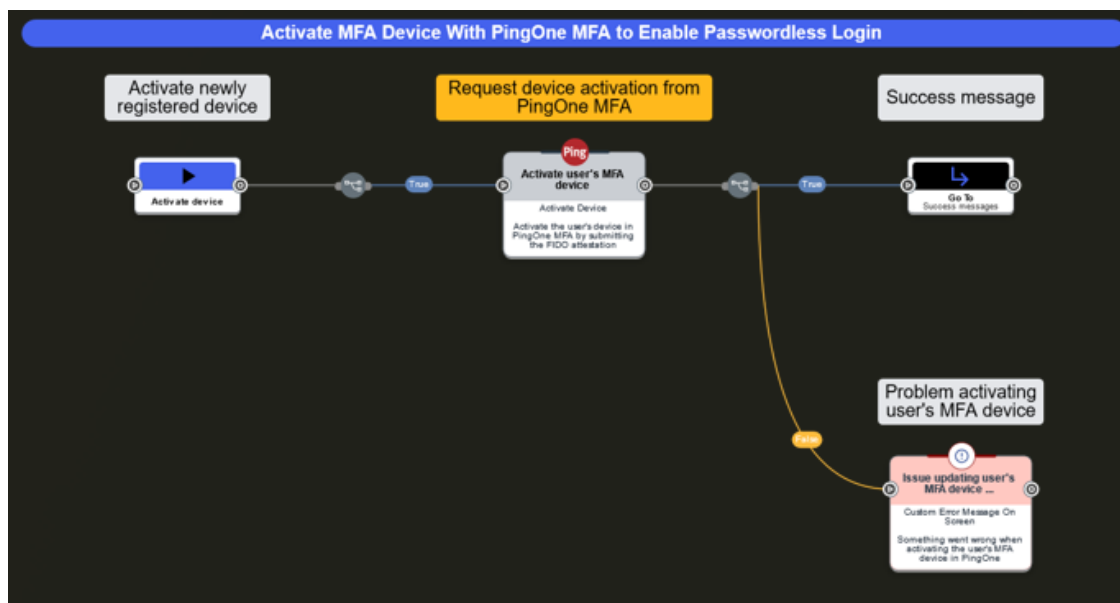 Activate MFA Device With PingOne MFA to Enable Passwordless Login
Activate newly
registered device
Request device activation from
PingOne MFA
Success message
Activate device
True
Ping
Activate user's MFA
device
Activate Device
Activate the user's device in
PingOne MFA by submitting
the FIDO attestation
True
Go To
Success messages
False
Problem activating
user's MFA device
Issue updating user's
MFA device ...
Custom Error Message On
Screen
Something went wrong when
activating the user's MFA
device in PingOne